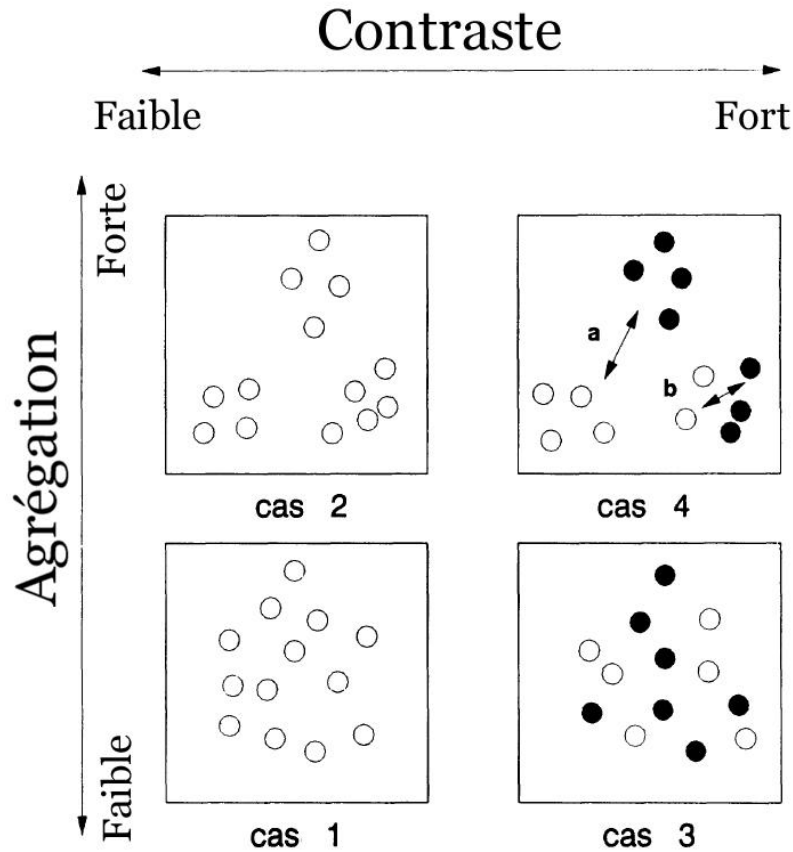 Contraste
Faible
Fort
Agrégation
Forte
Faible
a
b
cas 2
cas 4
cas 1
cas 3